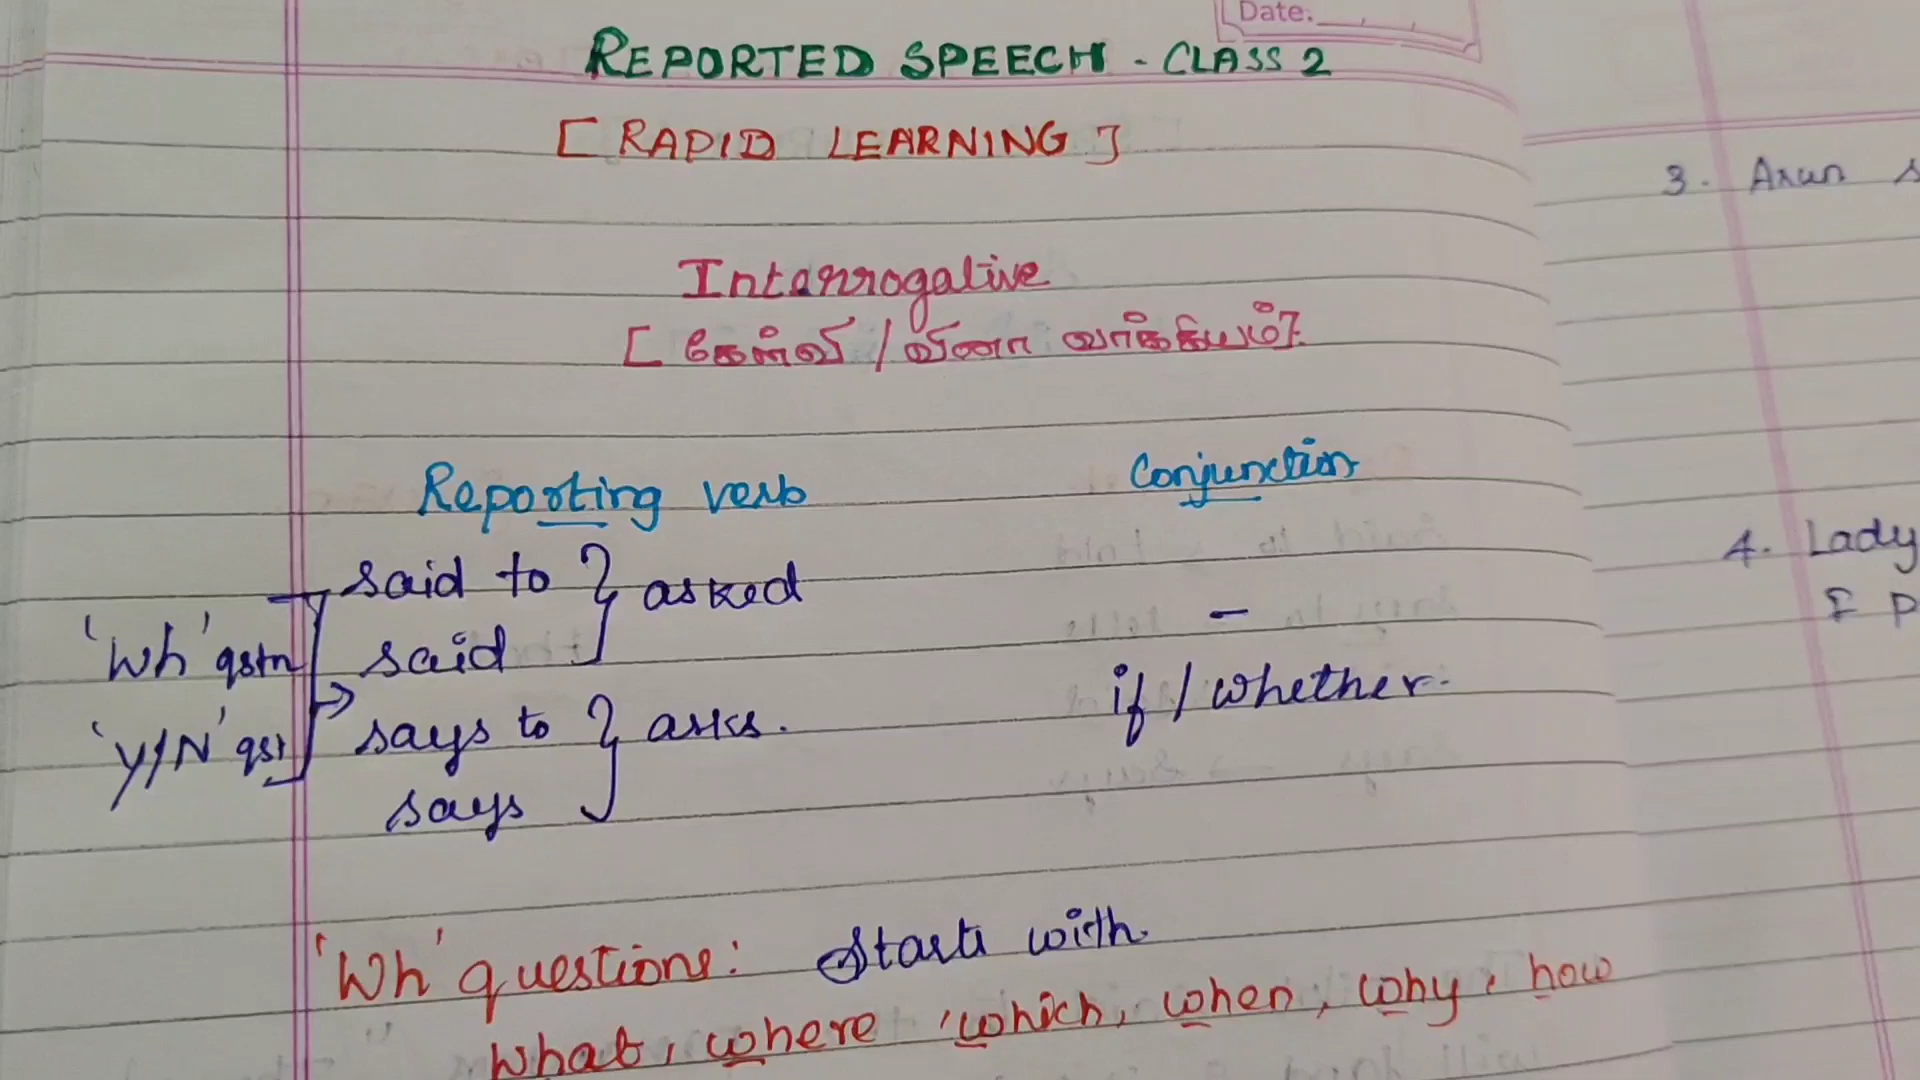 Date:
REPORTED SPEECH - CLASS 2
[ RAPID LEARNING ]
Interrogative
[ கேள்வி / வினா வாக்கியம்].
Reporting verb Conjunction
said to } asked
'Wh' qstn said -
'Y/N' qst says to } asks. if / whether.
says
'Wh' questions: Starts with
What, where, which, when, why, how
3. Arun s
4. Lady